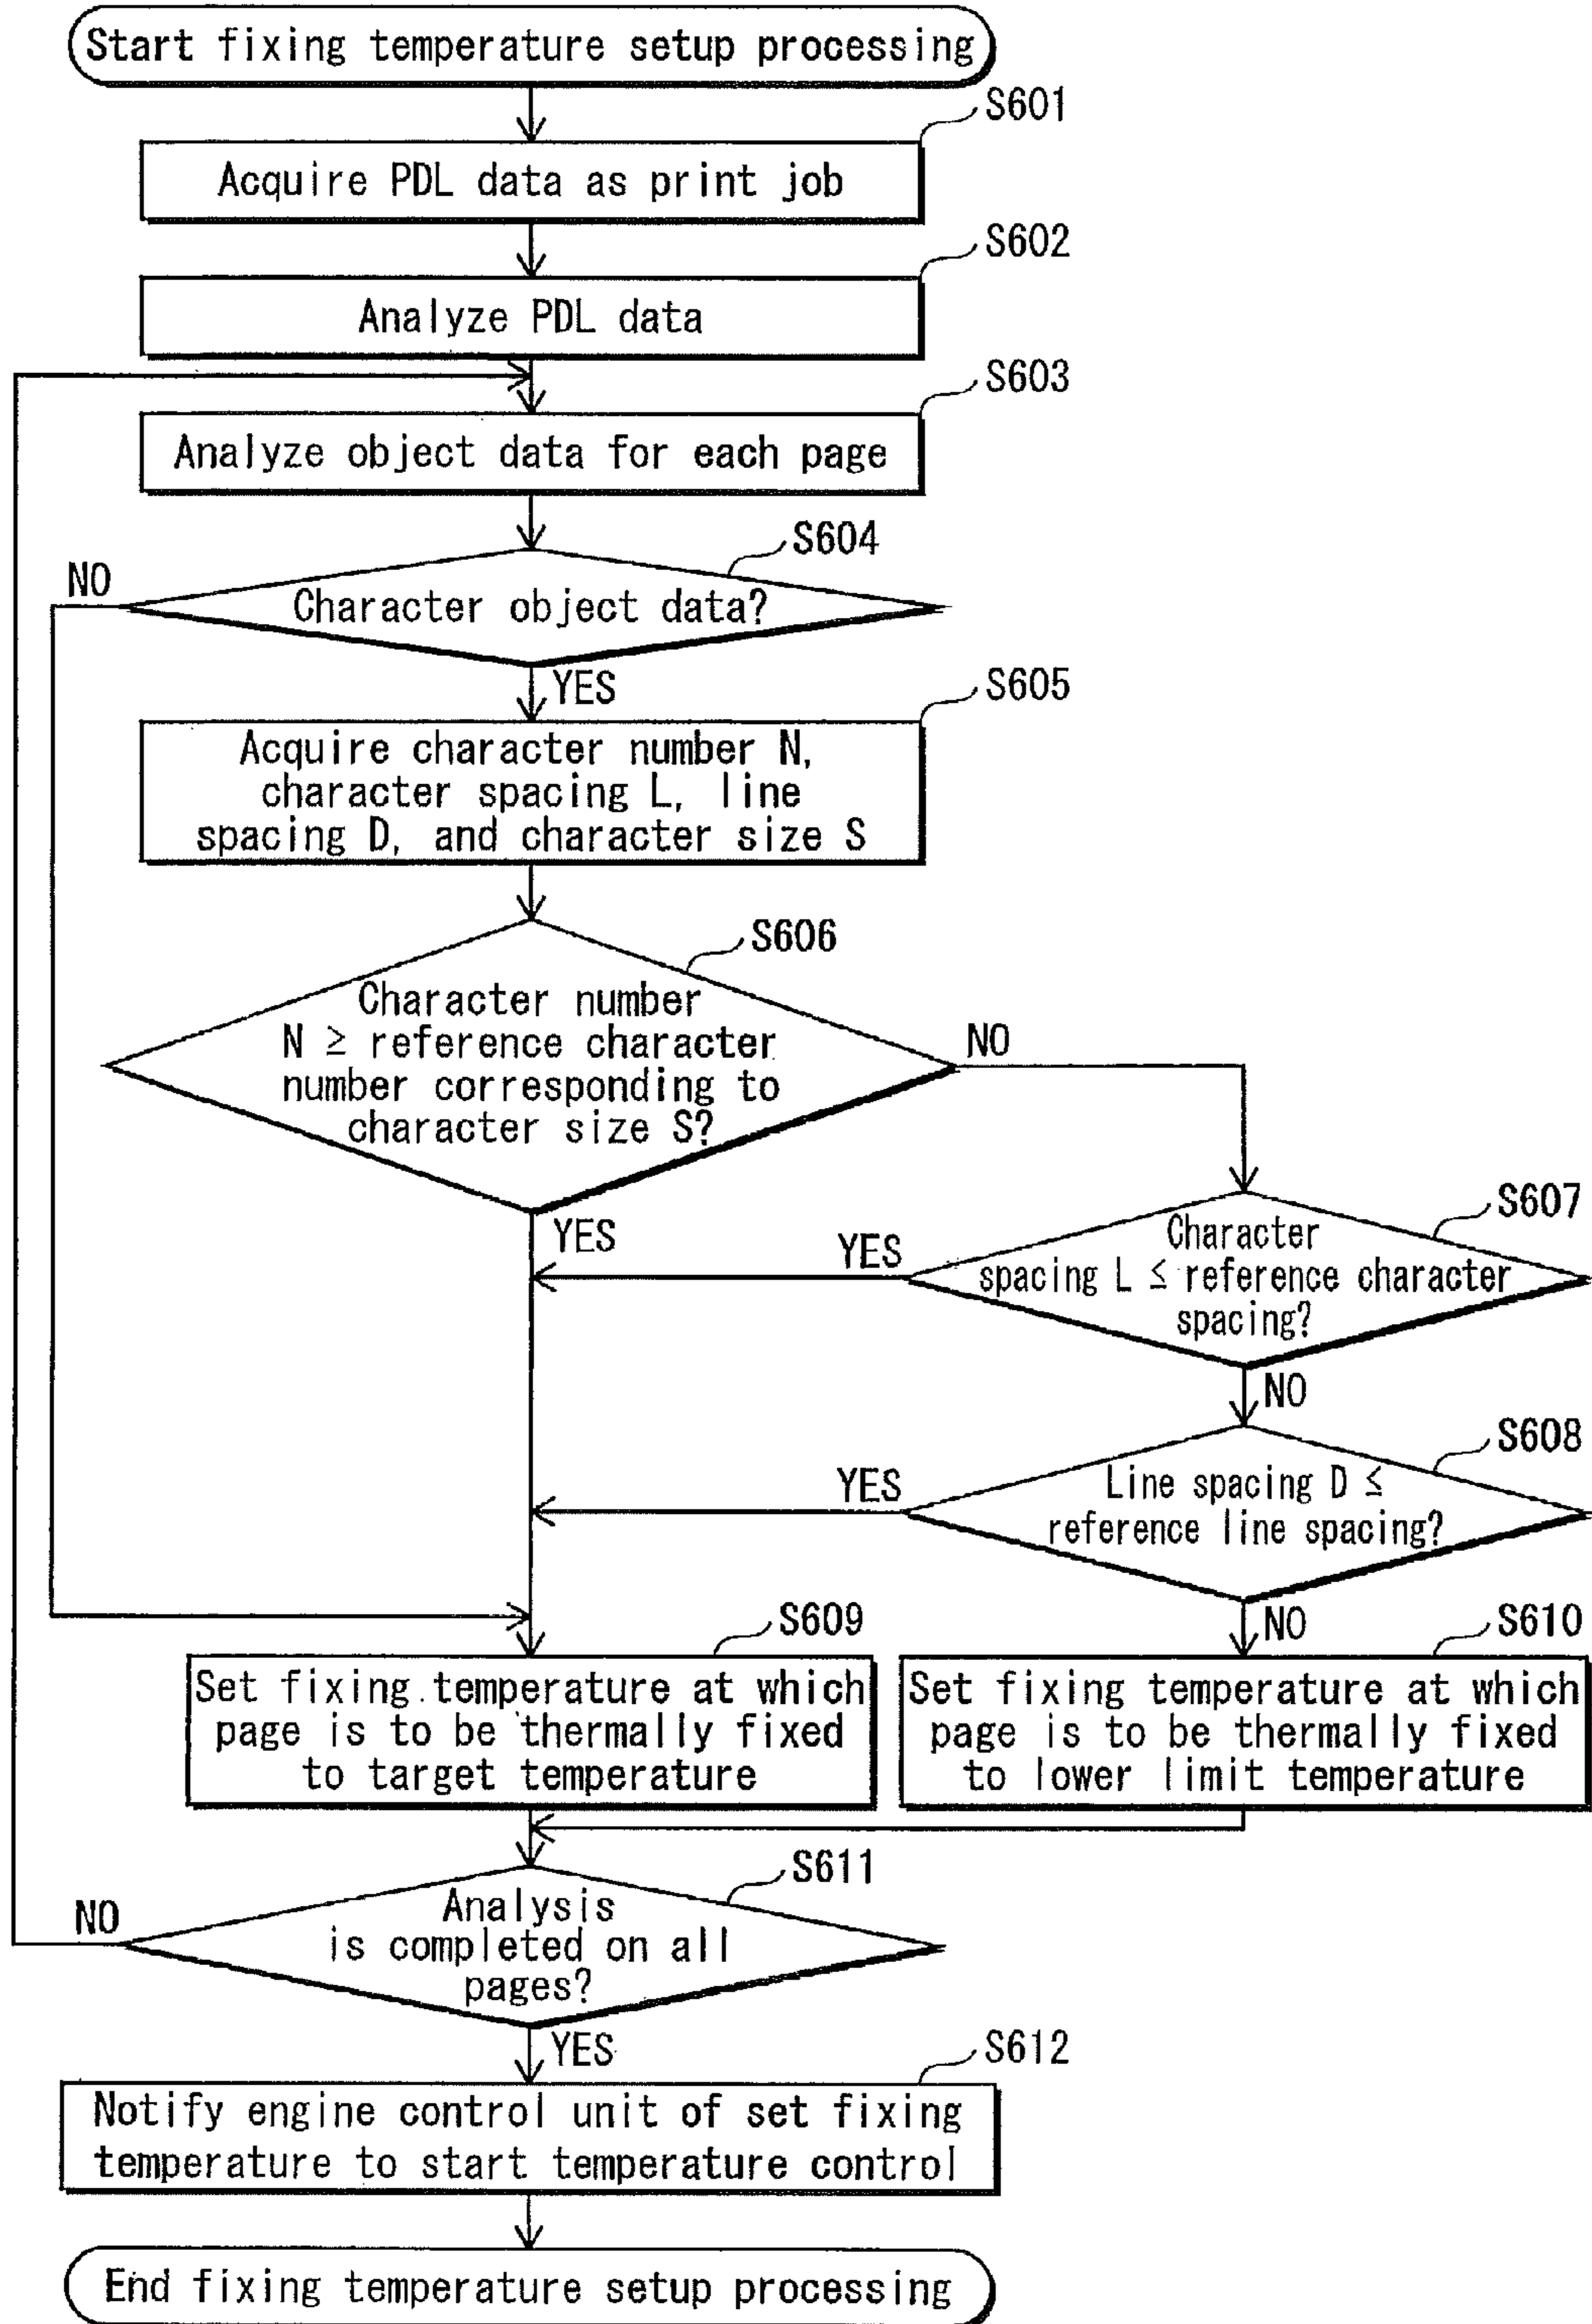 Start fixing temperature setup processing
S601
Acquire PDL data as print job
S602
Analyze PDL data
S603
Analyze object data for each page
S604
NO
Character object data?
YES
S605
Acquire character number N,
character spacing L, line
spacing D, and character size S
S606
Character number
N ≥ reference character
number corresponding to
character size S?
NO
YES
S607
Character
spacing L ≤ reference character
spacing?
YES
NO
S608
Line spacing D ≤
reference line spacing?
YES
NO
S609
Set fixing temperature at which
page is to be thermally fixed
to target temperature
S610
Set fixing temperature at which
page is to be thermally fixed
to lower limit temperature
S611
NO
Analysis
is completed on all
pages?
YES
S612
Notify engine control unit of set fixing
temperature to start temperature control
End fixing temperature setup processing